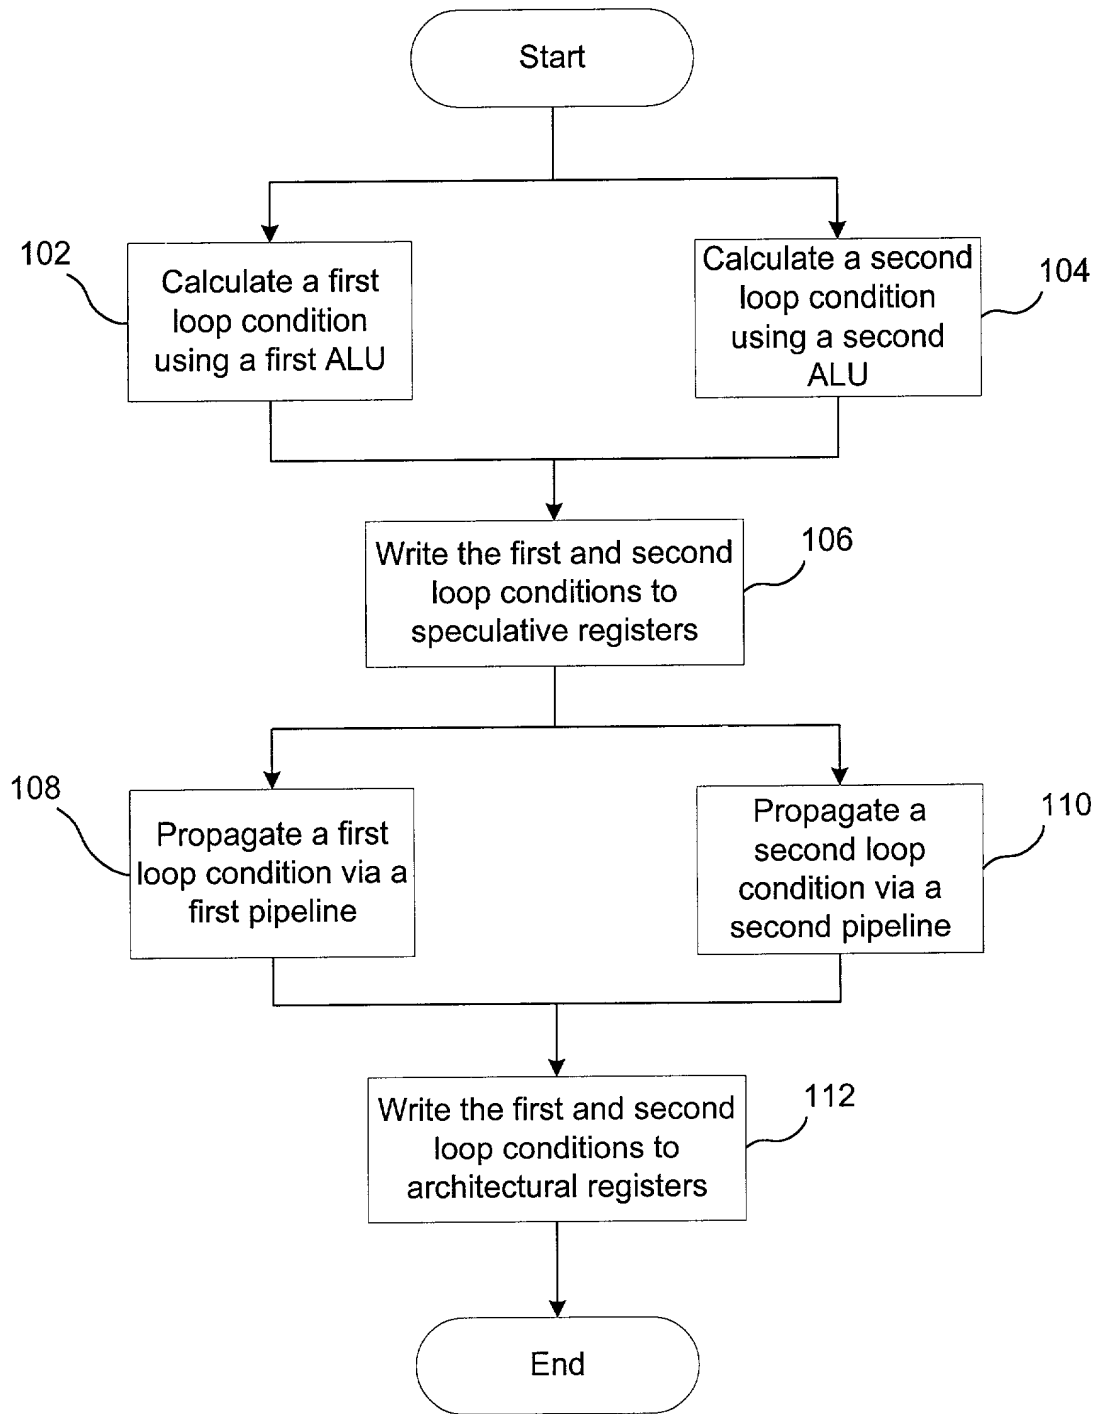 Start
102
Calculate a first
loop condition
using a first ALU
Calculate a second
loop condition
using a second
ALU
104
Write the first and second
loop conditions to
speculative registers
106
108
Propagate a first
loop condition via a
first pipeline
Propagate a
second loop
condition via a
second pipeline
110
Write the first and second
loop conditions to
architectural registers
112
End